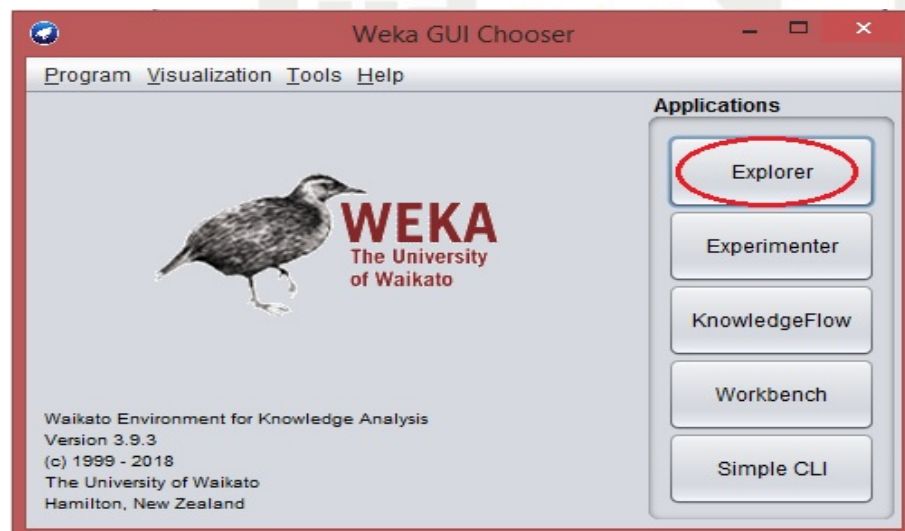 Weka GUI Chooser
Program Visualization Tools Help
Applications
Explorer
Experimenter
KnowledgeFlow
Workbench
Simple CLI
WEKA
The University
of Waikato
Waikato Environment for Knowledge Analysis
Version 3.9.3
(c) 1999 - 2018
The University of Waikato
Hamilton, New Zealand